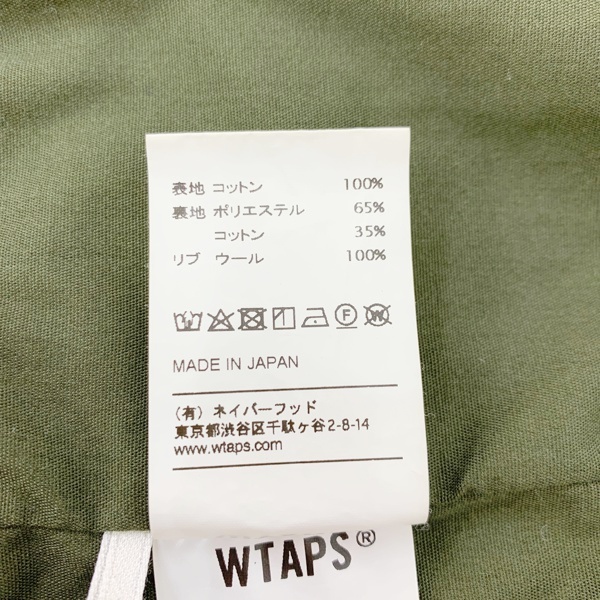 表地 コットン 100%
裏地 ポリエステル 65%
コットン 35%
リブ ウール 100%
F W
MADE IN JAPAN
(有) ネイバーフッド
東京都渋谷区千駄ヶ谷2-8-14
www.wtaps.com
WTAPS®